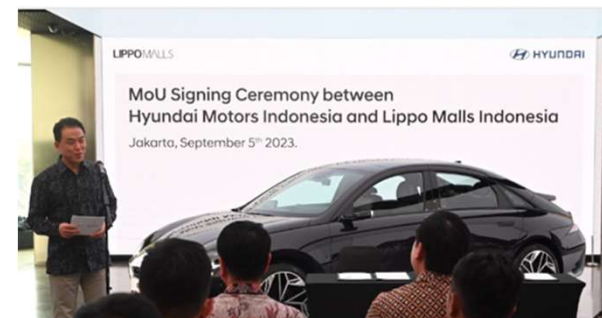 LIPPOMALLS
HYUNDAI
MoU Signing Ceremony between
Hyundai Motors Indonesia and Lippo Malls Indonesia
Jakarta, September 5th 2023.